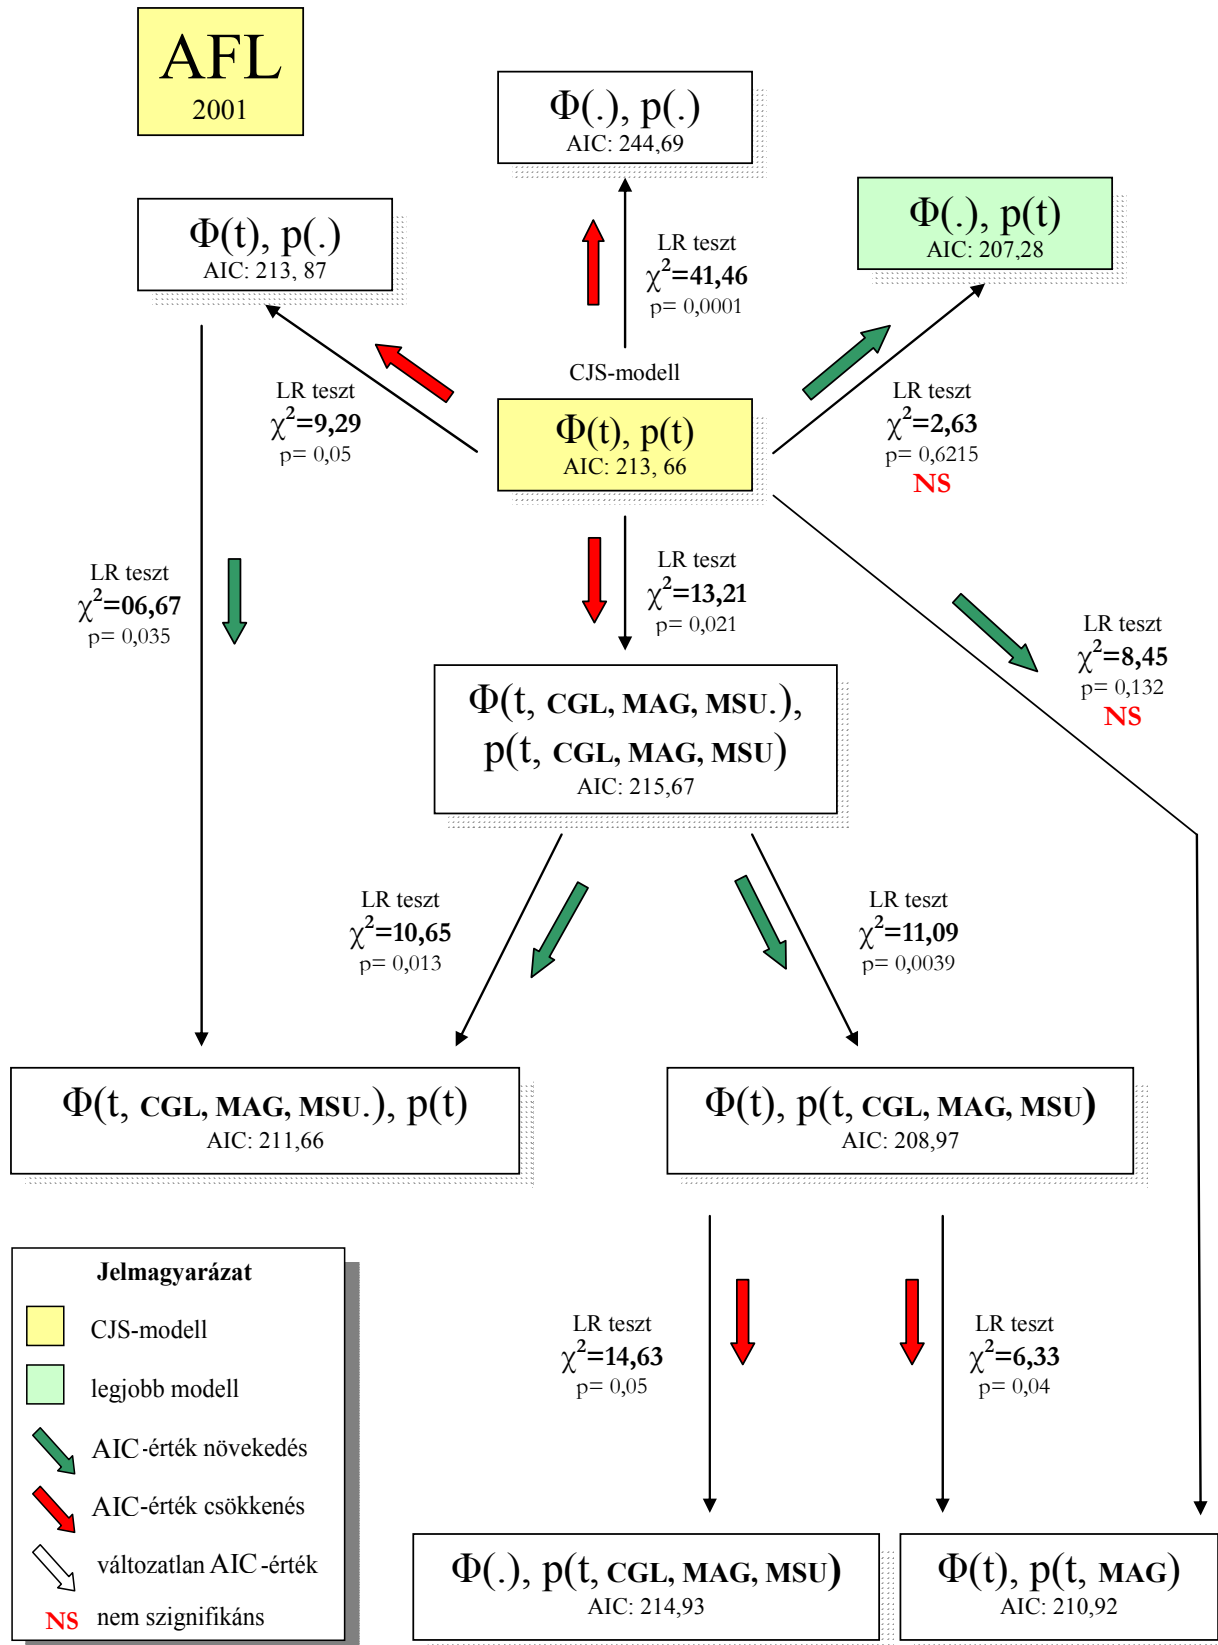 AFL
2001
Φ(.), p(.)
AIC: 244,69
Φ(t), p(.)
AIC: 213, 87
Φ(.), p(t)
AIC: 207,28
LR teszt
χ²=41,46
p= 0,0001
CJS-modell
LR teszt
χ²=9,29
p= 0,05
Φ(t), p(t)
AIC: 213, 66
LR teszt
χ²=2,63
p= 0,6215
NS
LR teszt
χ²=06,67
p= 0,035
LR teszt
χ²=13,21
p= 0,021
LR teszt
χ²=8,45
p= 0,132
NS
Φ(t, CGL, MAG, MSU.),
p(t, CGL, MAG, MSU)
AIC: 215,67
LR teszt
χ²=10,65
p= 0,013
LR teszt
χ²=11,09
p= 0,0039
Φ(t, CGL, MAG, MSU.), p(t)
AIC: 211,66
Φ(t), p(t, CGL, MAG, MSU)
AIC: 208,97
LR teszt
χ²=14,63
p= 0,05
LR teszt
χ²=6,33
p= 0,04
Φ(.), p(t, CGL, MAG, MSU)
AIC: 214,93
Φ(t), p(t, MAG)
AIC: 210,92
Jelmagyarázat
CJS-modell
legjobb modell
AIC-érték növekedés
AIC-érték csökkenés
változatlan AIC-érték
NS nem szignifikáns